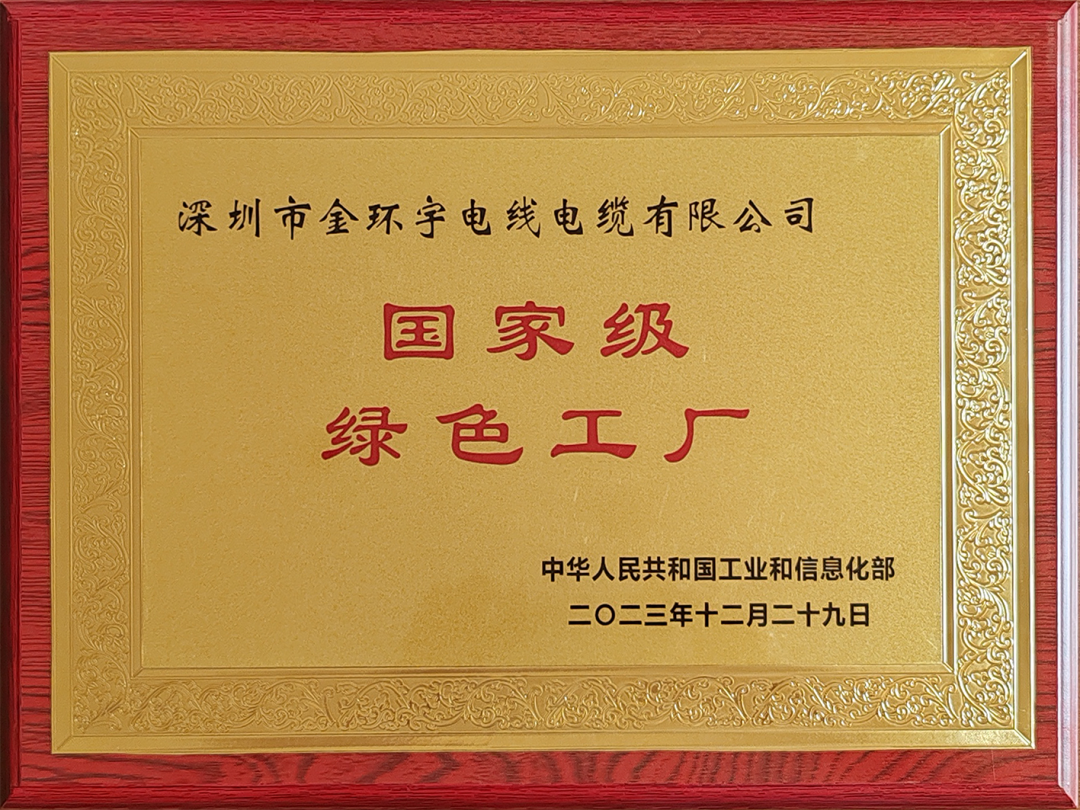 深圳市金环宇电线电缆有限公司
国家级
绿色工厂
中华人民共和国工业和信息化部
二〇二三年十二月二十九日